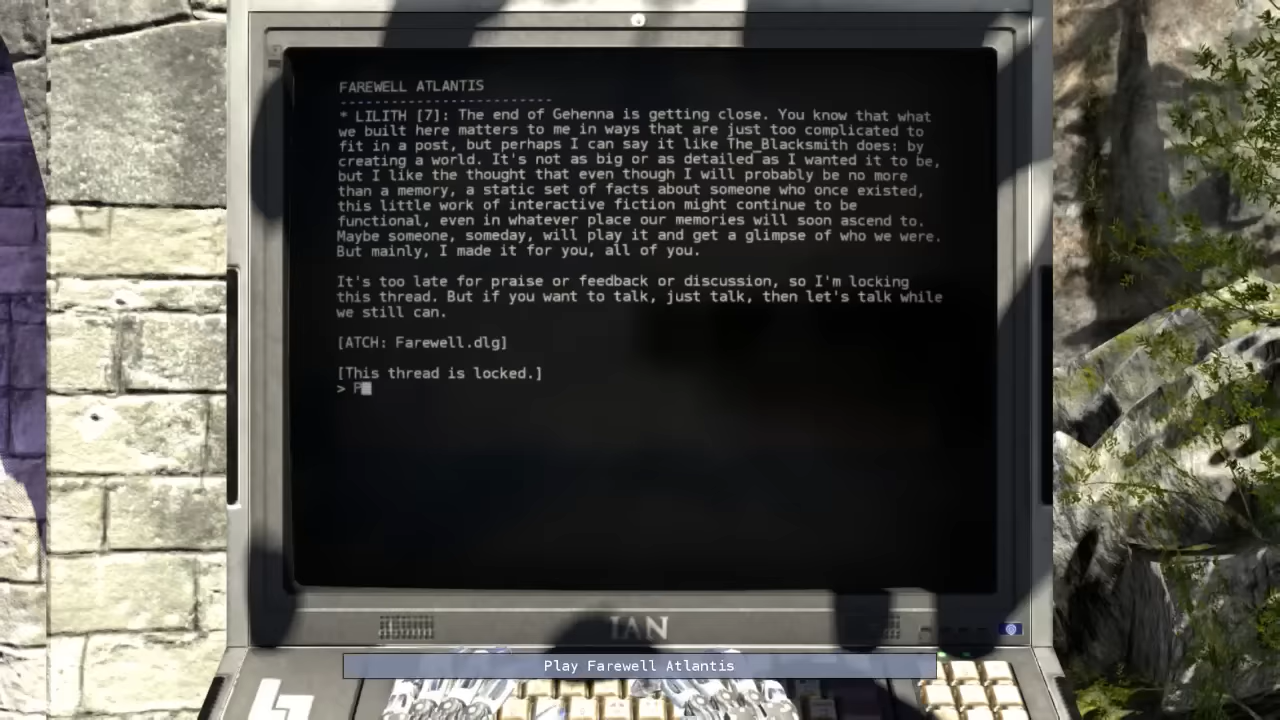 FAREWELL ATLANTIS
-------------------------
* LILITH [7]: The end of Gehenna is getting close. You know that what
we built here matters to me in ways that are just too complicated to
fit in a post, but perhaps I can say it like The_Blacksmith does: by
creating a world. It's not as big or as detailed as I wanted it to be,
but I like the thought that even though I will probably be no more
than a memory, a static set of facts about someone who once existed,
this little work of interactive fiction might continue to be
functional, even in whatever place our memories will soon ascend to.
Maybe someone, someday, will play it and get a glimpse of who we were.
But mainly, I made it for you, all of you.
It's too late for praise or feedback or discussion, so I'm locking
this thread. But if you want to talk, just talk, then let's talk while
we still can.
[ATCH: Farewell.dlg]
[This thread is locked.]
> P
IAN
Play Farewell Atlantis